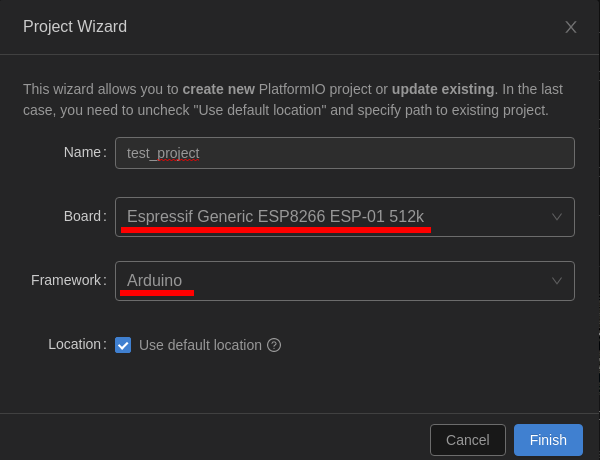 Project Wizard
This wizard allows you to create new PlatformIO project or update existing. In the last
case, you need to uncheck "Use default location" and specify path to existing project.
Name: test_project
Board: Espressif Generic ESP8266 ESP-01 512k
Framework: Arduino
Location: Use default location
Cancel Finish